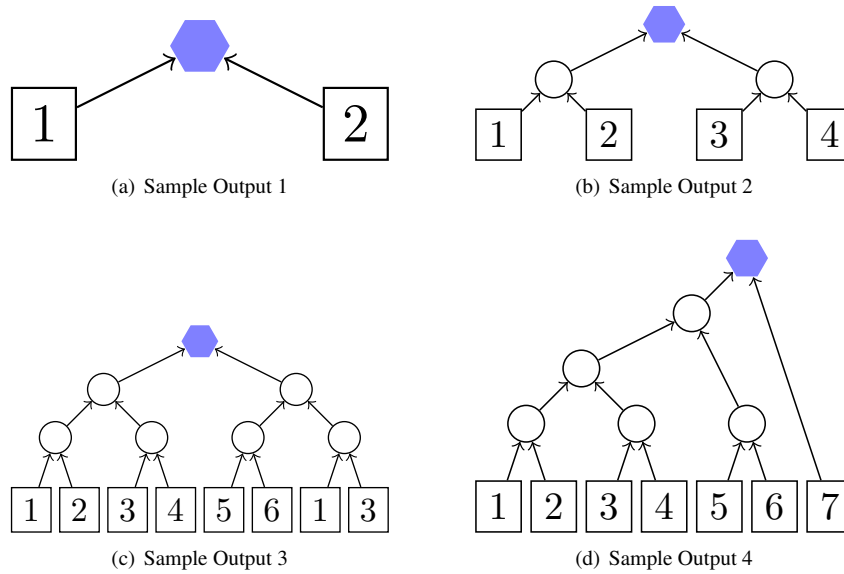 1 2
(a) Sample Output 1
1 2 3 4
(b) Sample Output 2
1 2 3 4 5 6 1 3
(c) Sample Output 3
1 2 3 4 5 6 7
(d) Sample Output 4